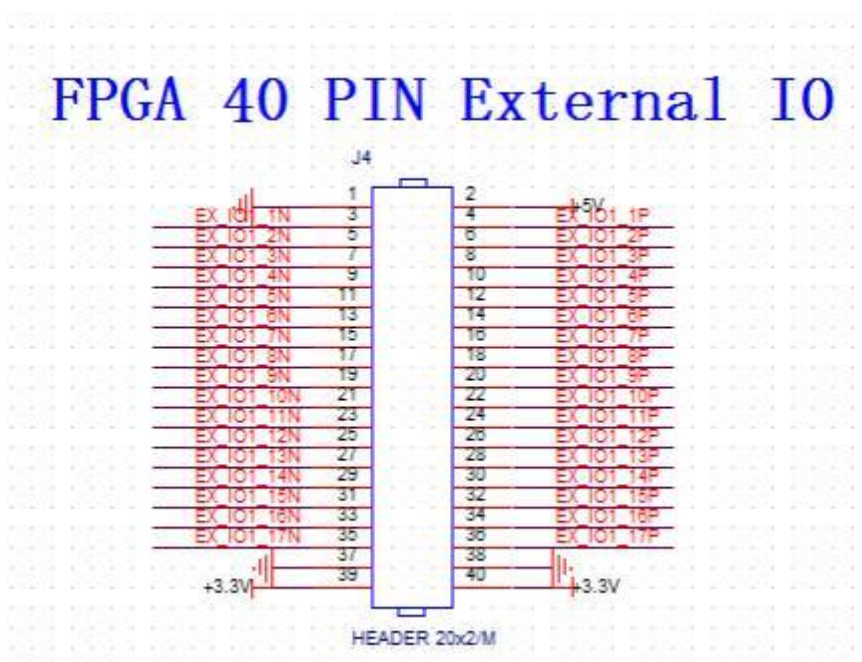 FPGA 40 PIN External IO
J4
1 2
+5V
EX_IO1_1N 3 4 EX_IO1_1P
EX_IO1_2N 5 6 EX_IO1_2P
EX_IO1_3N 7 8 EX_IO1_3P
EX_IO1_4N 9 10 EX_IO1_4P
EX_IO1_5N 11 12 EX_IO1_5P
EX_IO1_6N 13 14 EX_IO1_6P
EX_IO1_7N 15 16 EX_IO1_7P
EX_IO1_8N 17 18 EX_IO1_8P
EX_IO1_9N 19 20 EX_IO1_9P
EX_IO1_10N 21 22 EX_IO1_10P
EX_IO1_11N 23 24 EX_IO1_11P
EX_IO1_12N 25 26 EX_IO1_12P
EX_IO1_13N 27 28 EX_IO1_13P
EX_IO1_14N 29 30 EX_IO1_14P
EX_IO1_15N 31 32 EX_IO1_15P
EX_IO1_16N 33 34 EX_IO1_16P
EX_IO1_17N 35 36 EX_IO1_17P
37 38
+3.3V 39 40 +3.3V
HEADER 20x2/M